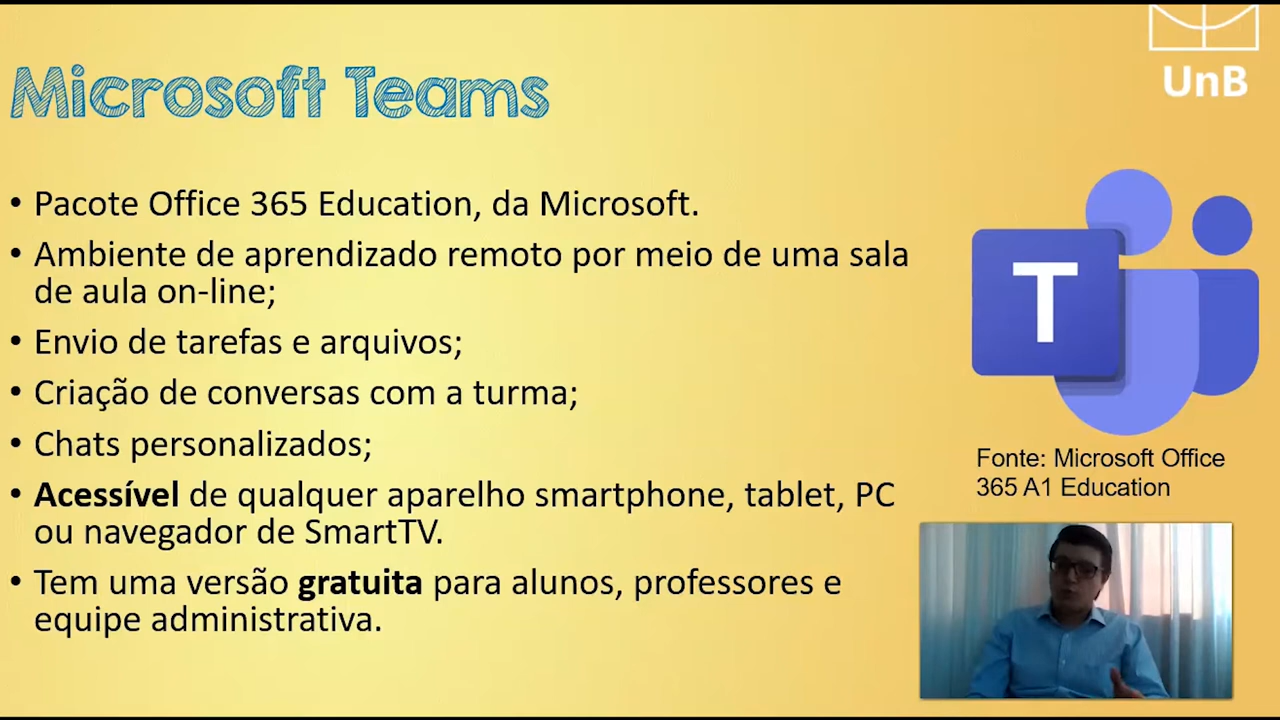 UnB
Microsoft Teams
• Pacote Office 365 Education, da Microsoft.
• Ambiente de aprendizado remoto por meio de uma sala
de aula on-line;
• Envio de tarefas e arquivos;
• Criação de conversas com a turma;
• Chats personalizados;
• Acessível de qualquer aparelho smartphone, tablet, PC
ou navegador de SmartTV.
• Tem uma versão gratuita para alunos, professores e
equipe administrativa.
T
Fonte: Microsoft Office
365 A1 Education